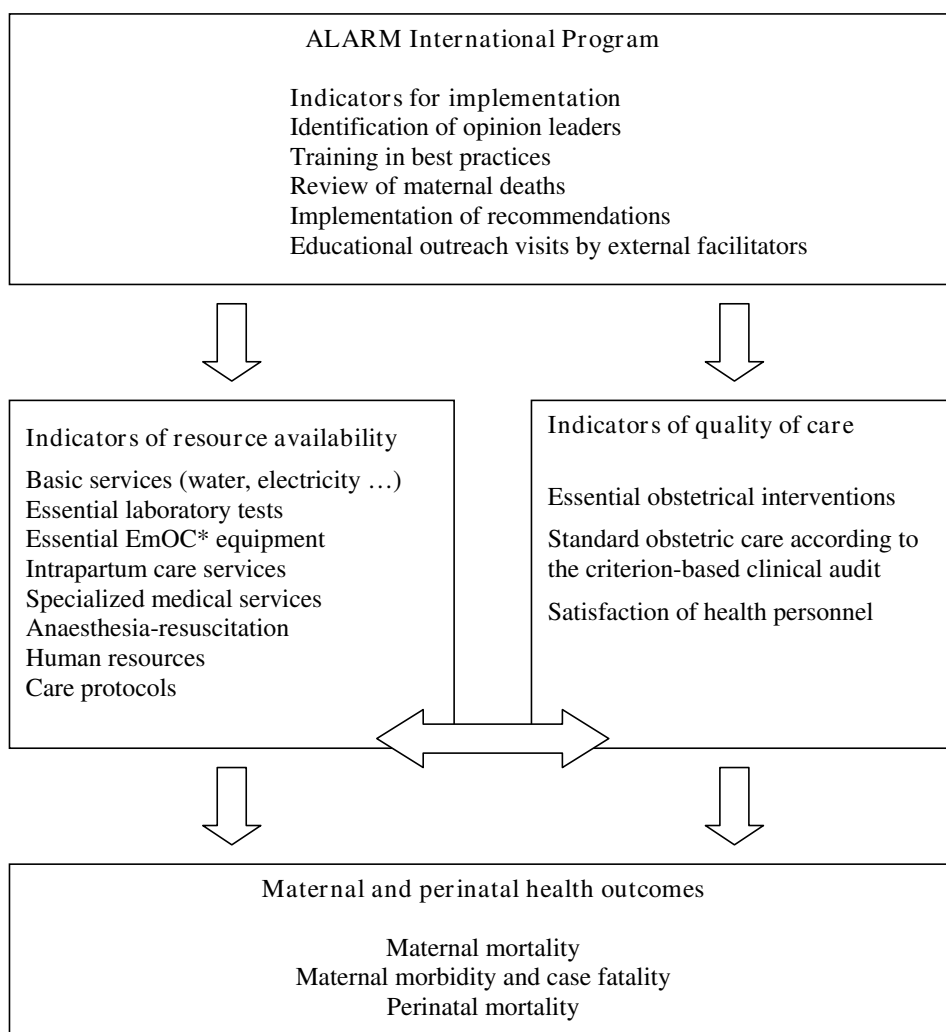 ALARM International Program
Indicators for implementation
Identification of opinion leaders
Training in best practices
Review of maternal deaths
Implementation of recommendations
Educational outreach visits by external facilitators
Indicators of resource availability
Basic services (water, electricity …)
Essential laboratory tests
Essential EmOC* equipment
Intrapartum care services
Specialized medical services
Anaesthesia-resuscitation
Human resources
Care protocols
Indicators of quality of care
Essential obstetrical interventions
Standard obstetric care according to
the criterion-based clinical audit
Satisfaction of health personnel
Maternal and perinatal health outcomes
Maternal mortality
Maternal morbidity and case fatality
Perinatal mortality